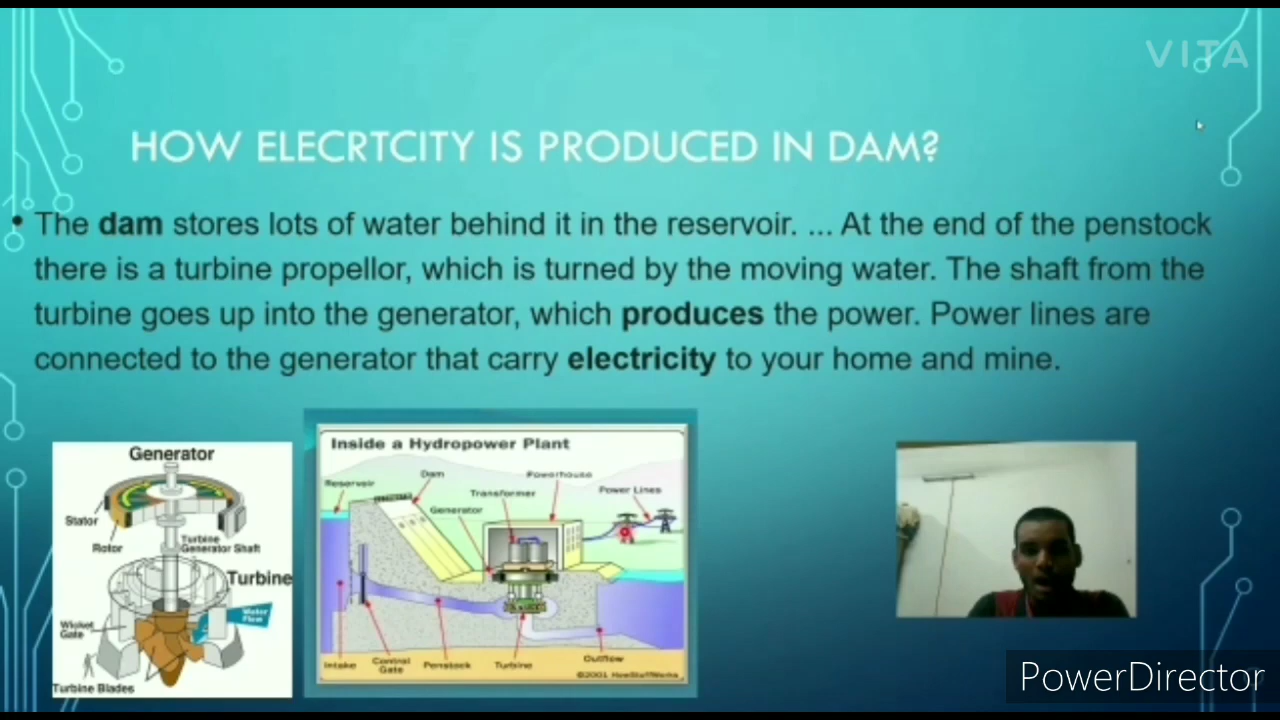 VITA
HOW ELECRTCITY IS PRODUCED IN DAM?
• The dam stores lots of water behind it in the reservoir. ... At the end of the penstock
there is a turbine propellor, which is turned by the moving water. The shaft from the
turbine goes up into the generator, which produces the power. Power lines are
connected to the generator that carry electricity to your home and mine.
Generator
Stator
Rotor
Turbine
Generator Shaft
Turbine
Water
Flow
Wicket
Gate
Turbine Blades
Inside a Hydropower Plant
Reservoir
Dam
Powerhouse
Transformer
Power Lines
Generator
Intake
Control
Gate
Penstock
Turbine
Outflow
©2001 HowStuffWorks
PowerDirector